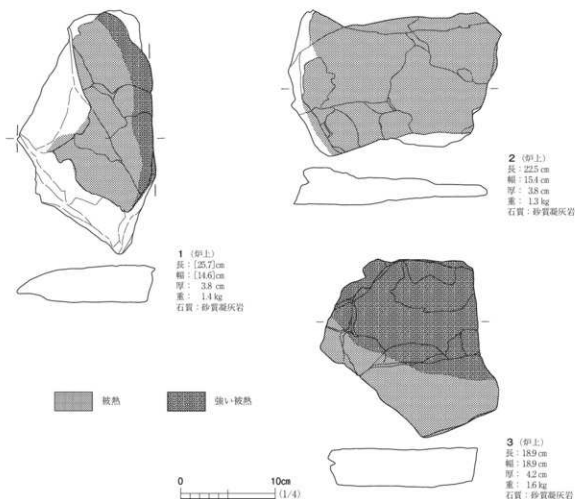 1 (炉上)
長：[25.7]cm
幅：[14.6]cm
厚： 3.8 cm
重： 1.4 kg
石質：砂質凝灰岩
2 (炉上)
長：22.5 cm
幅：15.4 cm
厚： 3.8 cm
重： 1.3 kg
石質：砂質凝灰岩
3 (炉上)
長：18.9 cm
幅：18.9 cm
厚： 4.2 cm
重： 1.6 kg
石質：砂質凝灰岩
被熱
強い被熱
0 10cm
(1/4)